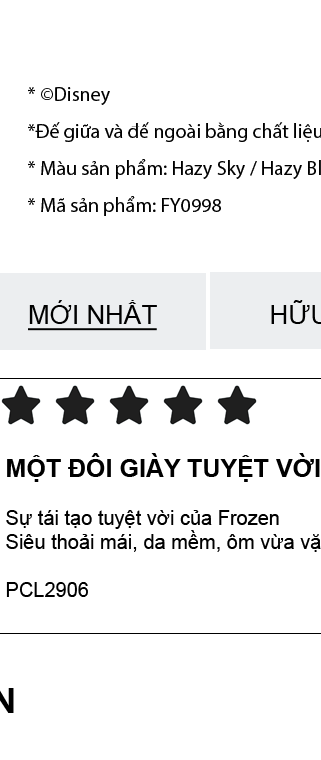 * ©Disney
*Đế giữa và dế ngoài bằng chất liệu
* Màu sản phẩm: Hazy Sky / Hazy Bl
* Mã sản phẩm: FY0998
MỚI NHẤT HỮU
MỘT ĐÔI GIÀY TUYỆT VỜI
Sự tái tạo tuyệt vời của Frozen
Siêu thoải mái, da mềm, ôm vừa vặ
PCL2906
N